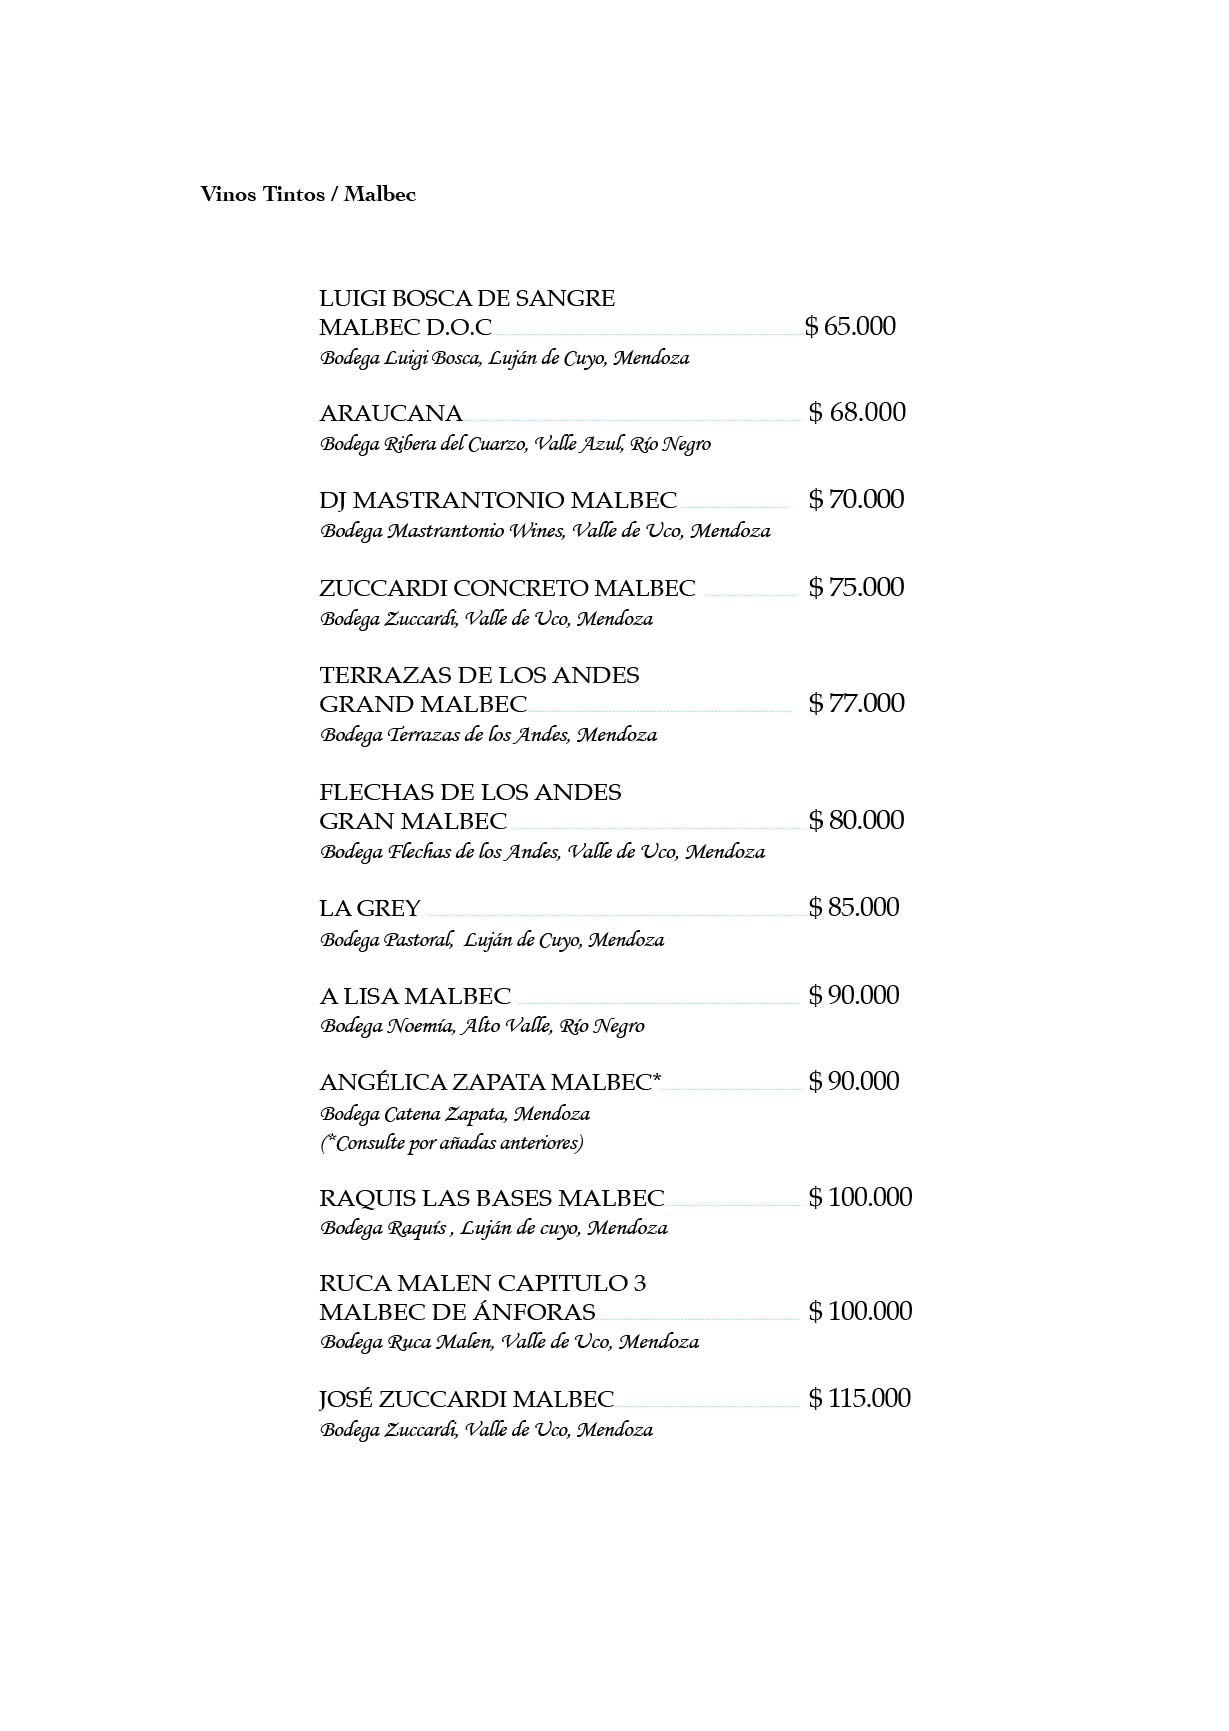 Vinos Tintos / Malbec
LUIGI BOSCA DE SANGRE
MALBEC D.O.C $ 65.000
Bodega Luigi Bosca, Luján de Cuyo, Mendoza
ARAUCANA $ 68.000
Bodega Ribera del Cuarzo, Valle Azul, Río Negro
DJ MASTRANTONIO MALBEC $ 70.000
Bodega Mastrantonio Wines, Valle de Uco, Mendoza
ZUCCARDI CONCRETO MALBEC $ 75.000
Bodega Zuccardi, Valle de Uco, Mendoza
TERRAZAS DE LOS ANDES
GRAND MALBEC $ 77.000
Bodega Terrazas de los Andes, Mendoza
FLECHAS DE LOS ANDES
GRAN MALBEC $ 80.000
Bodega Flechas de los Andes, Valle de Uco, Mendoza
LA GREY $ 85.000
Bodega Pastoral, Luján de Cuyo, Mendoza
A LISA MALBEC $ 90.000
Bodega Noemía, Alto Valle, Río Negro
ANGÉLICA ZAPATA MALBEC* $ 90.000
Bodega Catena Zapata, Mendoza
(*Consulte por añadas anteriores)
RAQUIS LAS BASES MALBEC $ 100.000
Bodega Raquís , Luján de cuyo, Mendoza
RUCA MALEN CAPITULO 3
MALBEC DE ÁNFORAS $ 100.000
Bodega Ruca Malen, Valle de Uco, Mendoza
JOSÉ ZUCCARDI MALBEC $ 115.000
Bodega Zuccardi, Valle de Uco, Mendoza